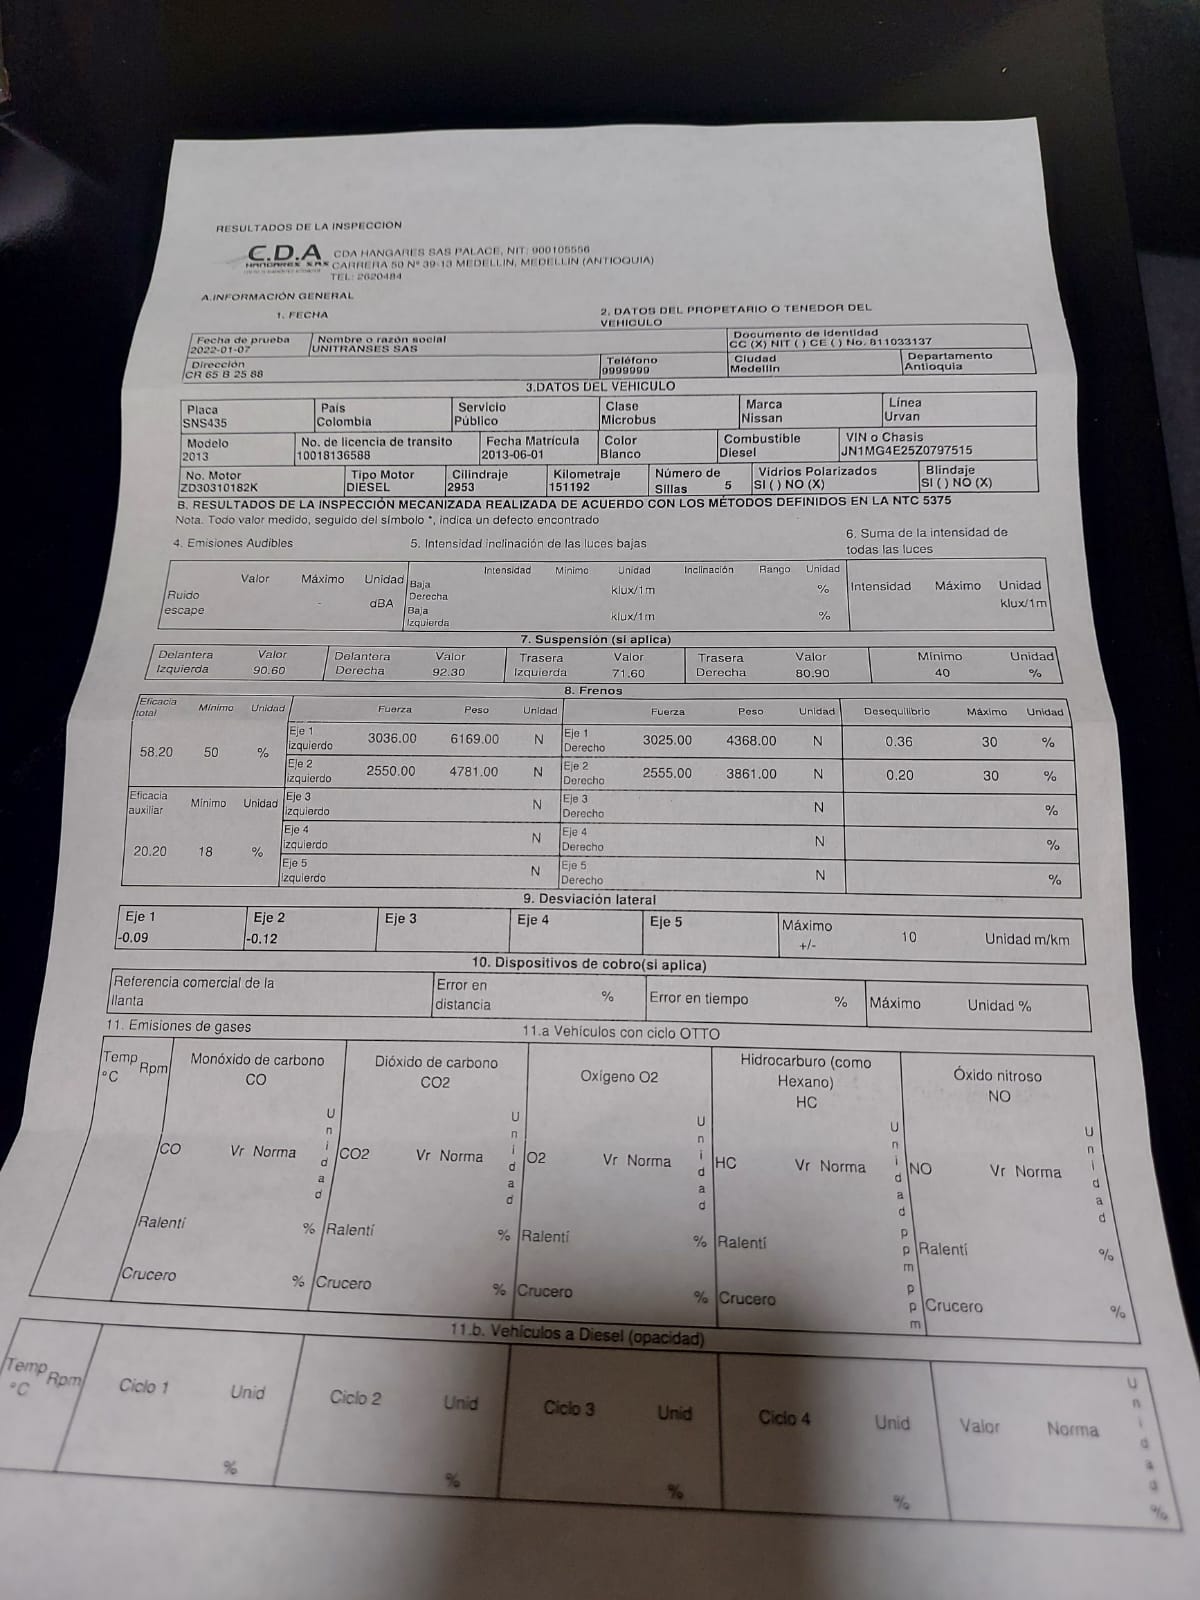 RESULTADOS DE LA INSPECCIÓN
C.D.A
HANGARES SAS
CDA HANGARES SAS PALACE, NIT: 900105556
CARRERA 50 N° 39-13 MEDELLIN, MEDELLIN (ANTIOQUIA)
TEL: 2620484
A.INFORMACIÓN GENERAL
1. FECHA
2. DATOS DEL PROPETARIO O TENEDOR DEL
VEHICULO
Fecha de prueba Nombre o razón social Documento de identidad
2022-01-07 UNITRANSES SAS CC (X) NIT ( ) CE ( ) No. 811033137
Dirección Teléfono Ciudad Departamento
CR 65 B 25 88 9999999 Medellin Antioquia
3.DATOS DEL VEHICULO
Placa País Servicio Clase Marca Línea
SNS435 Colombia Público Microbus Nissan Urvan
Modelo No. de licencia de transito Fecha Matrícula Color Combustible VIN o Chasis
2013 10018136588 2013-06-01 Blanco Diesel JN1MG4E25Z0797515
No. Motor Tipo Motor Cilindraje Kilometraje Número de Sillas Vidrios Polarizados Blindaje
ZD30310182K DIESEL 2953 151192 5 SI ( ) NO (X) SI ( ) NO (X)
B. RESULTADOS DE LA INSPECCIÓN MECANIZADA REALIZADA DE ACUERDO CON LOS MÉTODOS DEFINIDOS EN LA NTC 5375
Nota. Todo valor medido, seguido del símbolo *, indica un defecto encontrado
4. Emisiones Audibles 5. Intensidad inclinación de las luces bajas 6. Suma de la intensidad de
todas las luces
Valor Máximo Unidad Intensidad Minimo Unidad Inclinación Rango Unidad Intensidad Máximo Unidad
Ruido escape - dBA Baja Derecha klux/1m % klux/1m
Baja Izquierda klux/1m %
7. Suspensión (si aplica)
Delantera Valor Delantera Valor Trasera Valor Trasera Valor Mínimo Unidad
Izquierda 90.60 Derecha 92.30 Izquierda 71.60 Derecha 80.90 40 %
8. Frenos
Eficacia total Mínimo Unidad Fuerza Peso Unidad Fuerza Peso Unidad Desequilibrio Máximo Unidad
58.20 50 % Eje 1 izquierdo 3036.00 6169.00 N Eje 1 Derecho 3025.00 4368.00 N 0.36 30 %
Eje 2 izquierdo 2550.00 4781.00 N Eje 2 Derecho 2555.00 3861.00 N 0.20 30 %
Eficacia auxiliar Mínimo Unidad Eje 3 izquierdo N Eje 3 Derecho N %
20.20 18 % Eje 4 izquierdo N Eje 4 Derecho N %
Eje 5 izquierdo N Eje 5 Derecho N %
9. Desviación lateral
Eje 1 Eje 2 Eje 3 Eje 4 Eje 5 Máximo 10 Unidad m/km
-0.09 -0.12 +/-
10. Dispositivos de cobro(si aplica)
Referencia comercial de la llanta Error en distancia % Error en tiempo % Máximo Unidad %
11. Emisiones de gases 11.a Vehículos con ciclo OTTO
Temp °C Rpm Monóxido de carbono CO Dióxido de carbono CO2 Oxígeno O2 Hidrocarburo (como Hexano) HC Óxido nitroso NO
CO Vr Norma Unidad CO2 Vr Norma Unidad O2 Vr Norma Unidad HC Vr Norma Unidad NO Vr Norma Unidad
Ralentí % Ralentí % Ralentí % Ralentí ppm Ralentí %
Crucero % Crucero % Crucero % Crucero ppm Crucero %
11.b. Vehículos a Diesel (opacidad)
Temp °C Rpm Ciclo 1 Unid Ciclo 2 Unid Ciclo 3 Unid Ciclo 4 Unid Valor Norma Unidad
% % % % %